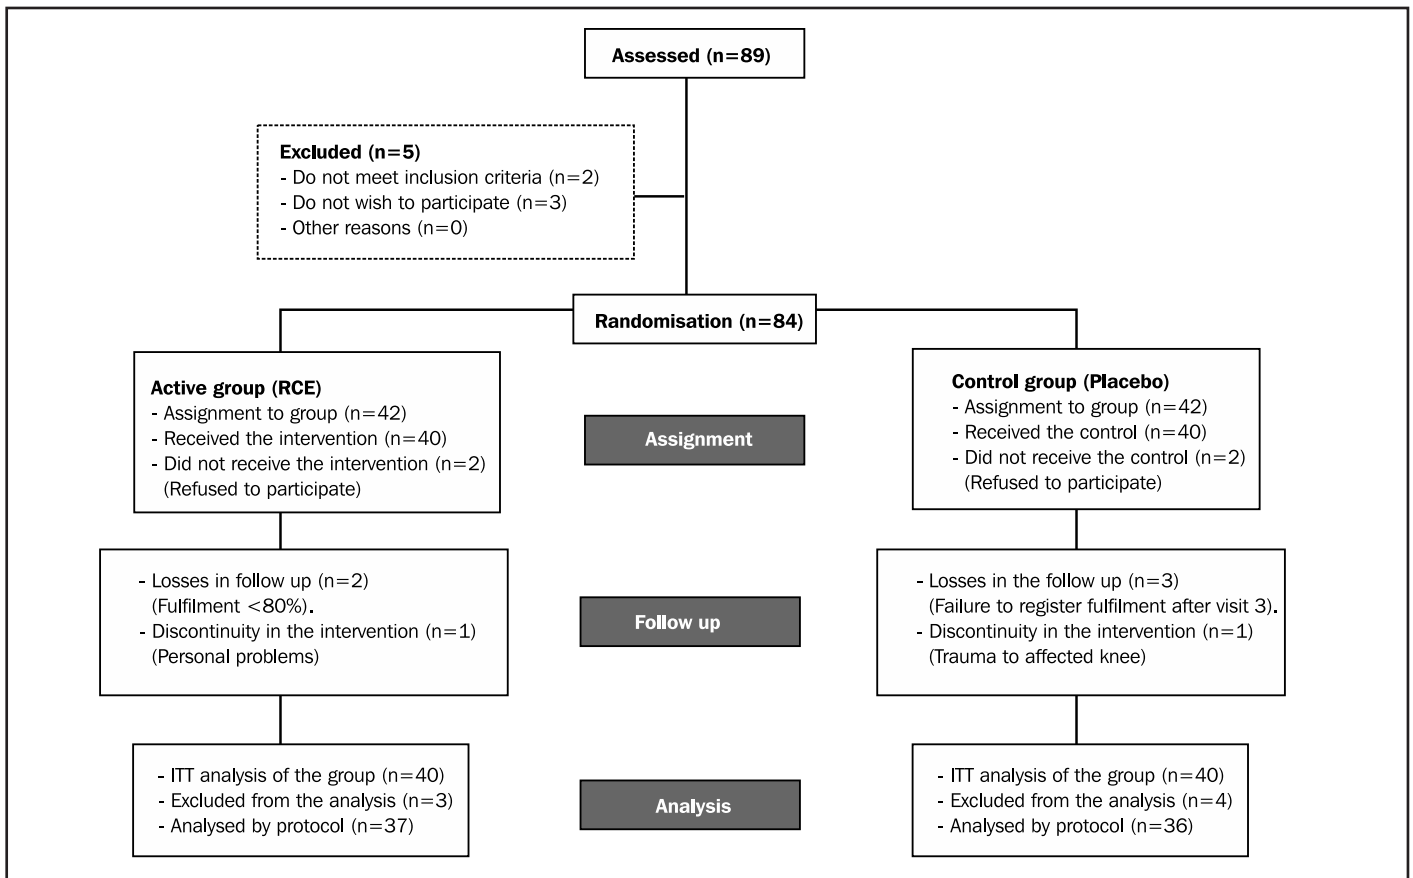 Assessed (n=89)
Excluded (n=5)
- Do not meet inclusion criteria (n=2)
- Do not wish to participate (n=3)
- Other reasons (n=0)
Randomisation (n=84)
Active group (RCE)
- Assignment to group (n=42)
- Received the intervention (n=40)
- Did not receive the intervention (n=2)
(Refused to participate)
Assignment
Control group (Placebo)
- Assignment to group (n=42)
- Received the control (n=40)
- Did not receive the control (n=2)
(Refused to participate)
- Losses in follow up (n=2)
(Fulfilment <80%).
- Discontinuity in the intervention (n=1)
(Personal problems)
Follow up
- Losses in the follow up (n=3)
(Failure to register fulfilment after visit 3).
- Discontinuity in the intervention (n=1)
(Trauma to affected knee)
- ITT analysis of the group (n=40)
- Excluded from the analysis (n=3)
- Analysed by protocol (n=37)
Analysis
- ITT analysis of the group (n=40)
- Excluded from the analysis (n=4)
- Analysed by protocol (n=36)